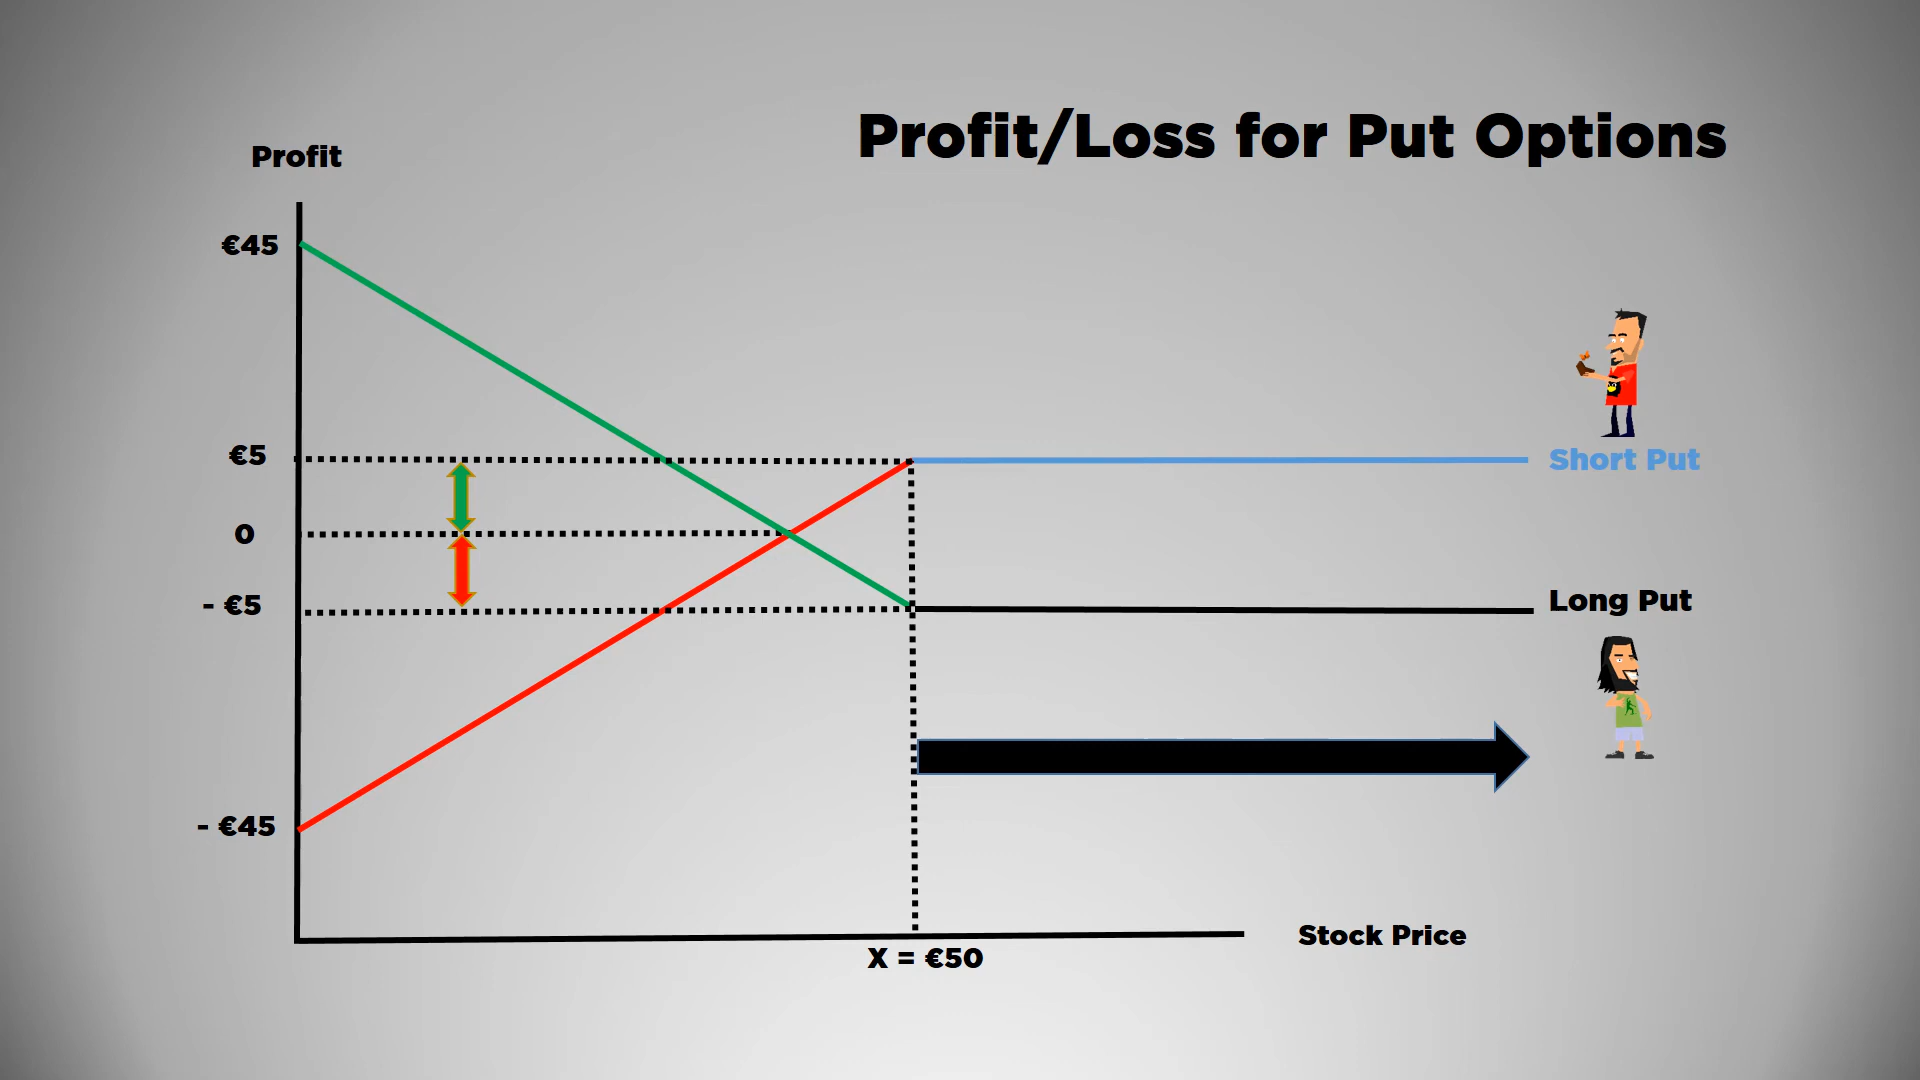 Profit/Loss for Put Options
Profit
€45
€5
Short Put
0
- €5
Long Put
- €45
Stock Price
X = €50